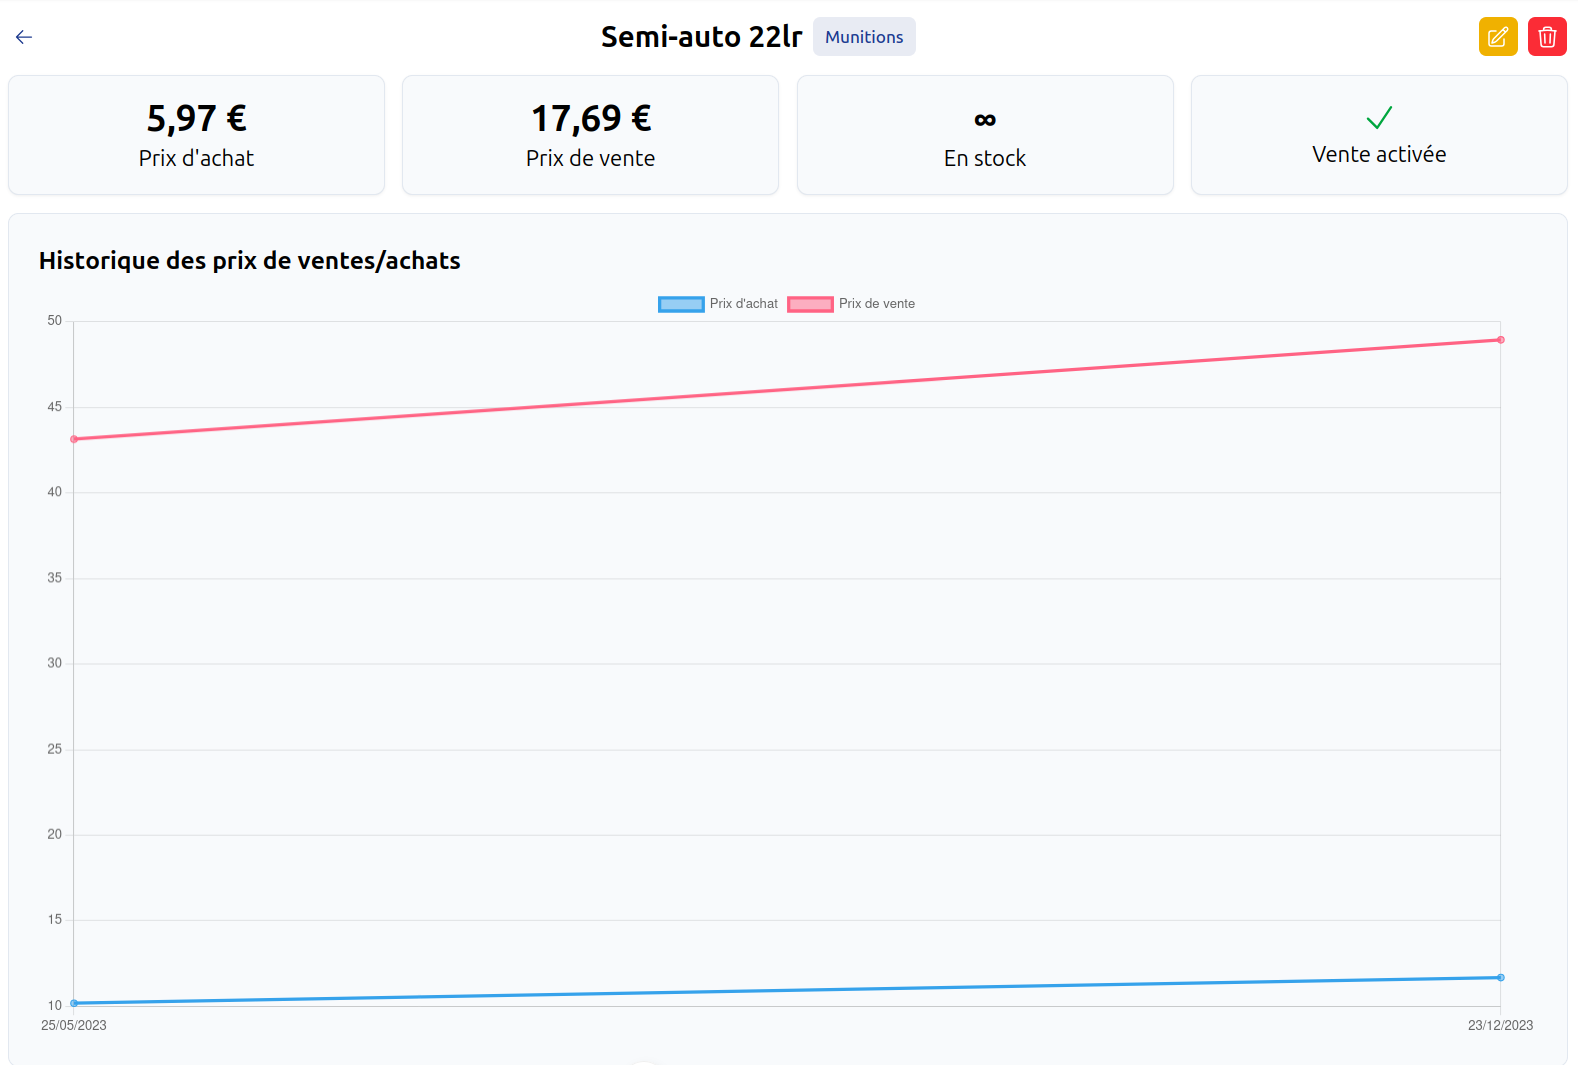 Semi-auto 22lr Munitions
5,97 €
Prix d'achat
17,69 €
Prix de vente
∞
En stock
Vente activée
Historique des prix de ventes/achats
Prix d'achat Prix de vente
50
45
40
35
30
25
20
15
10
25/05/2023 23/12/2023